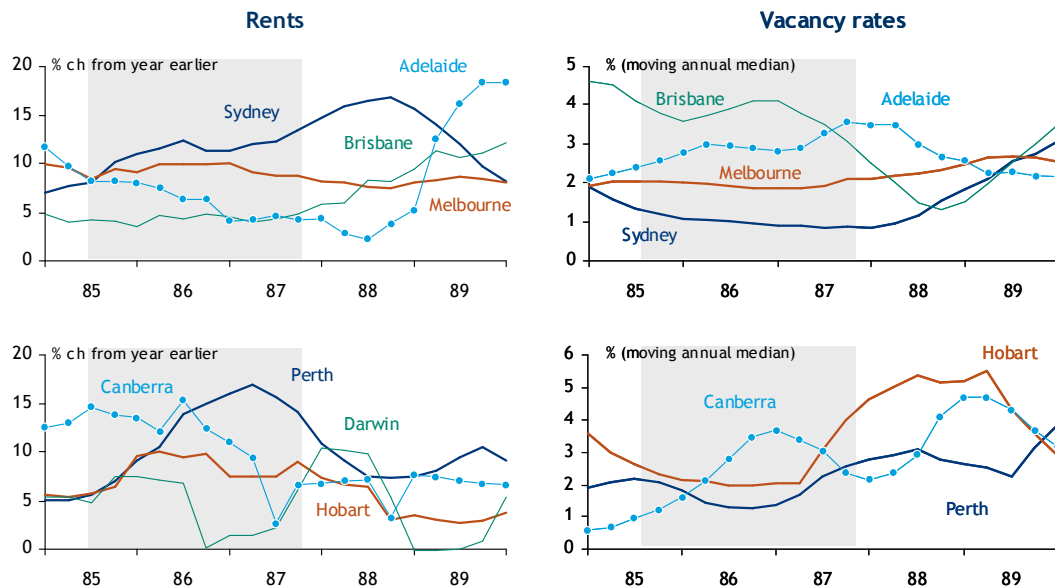 Rents
Vacancy rates
20
% ch from year earlier
Adelaide
15
Sydney
Brisbane
10
Melbourne
5
0
85 86 87 88 89
5
% (moving annual median)
Brisbane
Adelaide
4
3
Melbourne
2
1
Sydney
0
85 86 87 88 89
20
% ch from year earlier
Canberra
Perth
15
Darwin
10
5
Hobart
0
85 86 87 88 89
6
% (moving annual median)
Hobart
5
Canberra
4
3
2
1
Perth
0
85 86 87 88 89